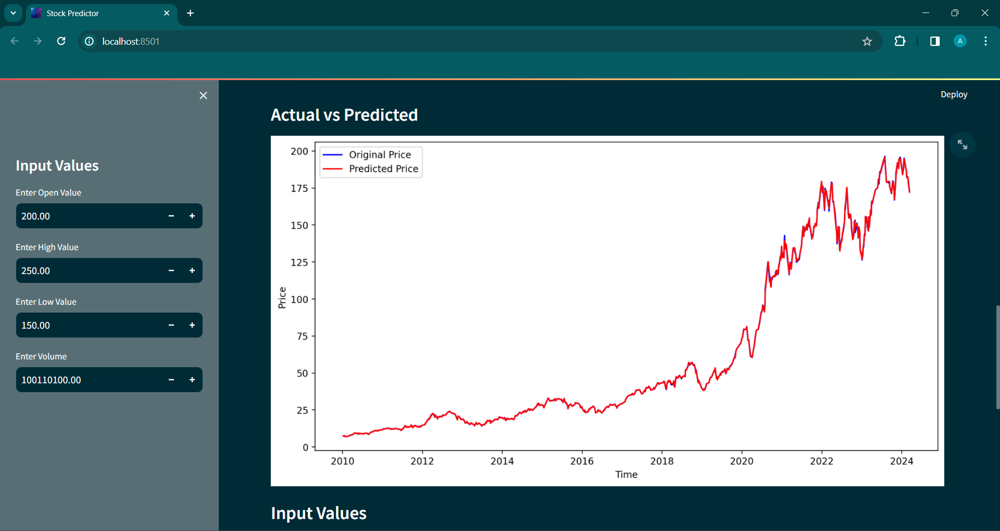 Stock Predictor
localhost:8501
A
Deploy
Input Values
Enter Open Value
200.00
Enter High Value
250.00
Enter Low Value
150.00
Enter Volume
100110100.00
Actual vs Predicted
Original Price
Predicted Price
200
175
150
125
100
75
50
25
0
Price
2010 2012 2014 2016 2018 2020 2022 2024
Time
Input Values